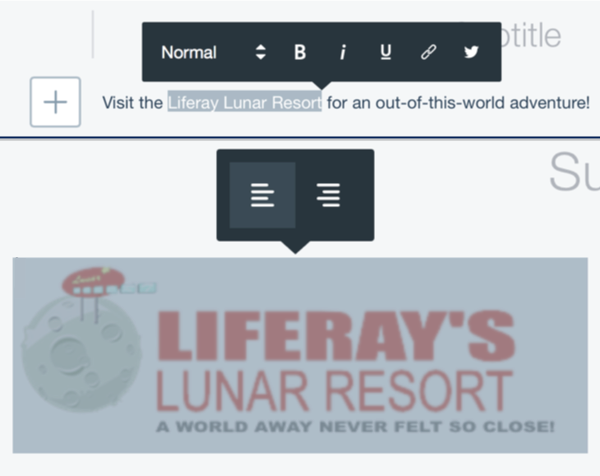 Normal B i U
btitle
Visit the Liferay Lunar Resort for an out-of-this-world adventure!
Su
Lunar
LIFERAY'S
LUNAR RESORT
A WORLD AWAY NEVER FELT SO CLOSE!